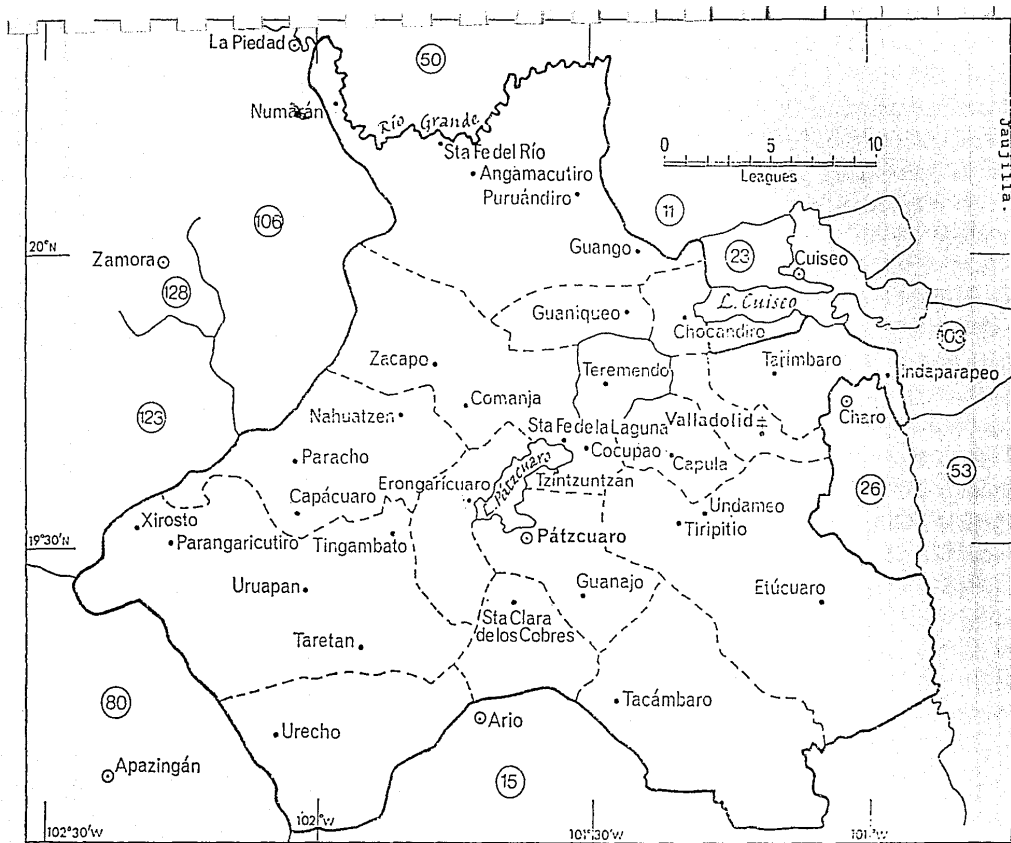 La Piedad
50
Numarán
Río Grande
Sta Fe del Río
Angamacutiro
Puruándiro
0 5 10
Leagues
Jaujilla.
106
11
20°N
Guango
23
Zamora
Cuiseo
128
L. Cuiseo
Guaniqueo
Chocandiro
103
Zacapo
Teremendo
Tarimbaro
Indaparapeo
Comanja
Nahuatzen
Valladolid
Charo
123
Sta Fe de la Laguna
Cocupao
Capula
Paracho
L. Pátzcuaro
Tzintzuntzan
Erongarícuaro
26
53
Capácuaro
Undameo
Xirosto
Tiripitio
19°30'N
Parangaricutiro
Tingambato
Pátzcuaro
Uruapan
Guanajo
Etúcuaro
Sta Clara
de los Cobres
Taretan
80
Tacámbaro
Ario
Urecho
Apazingán
15
102°30'W
102°W
101°30'W
101°W